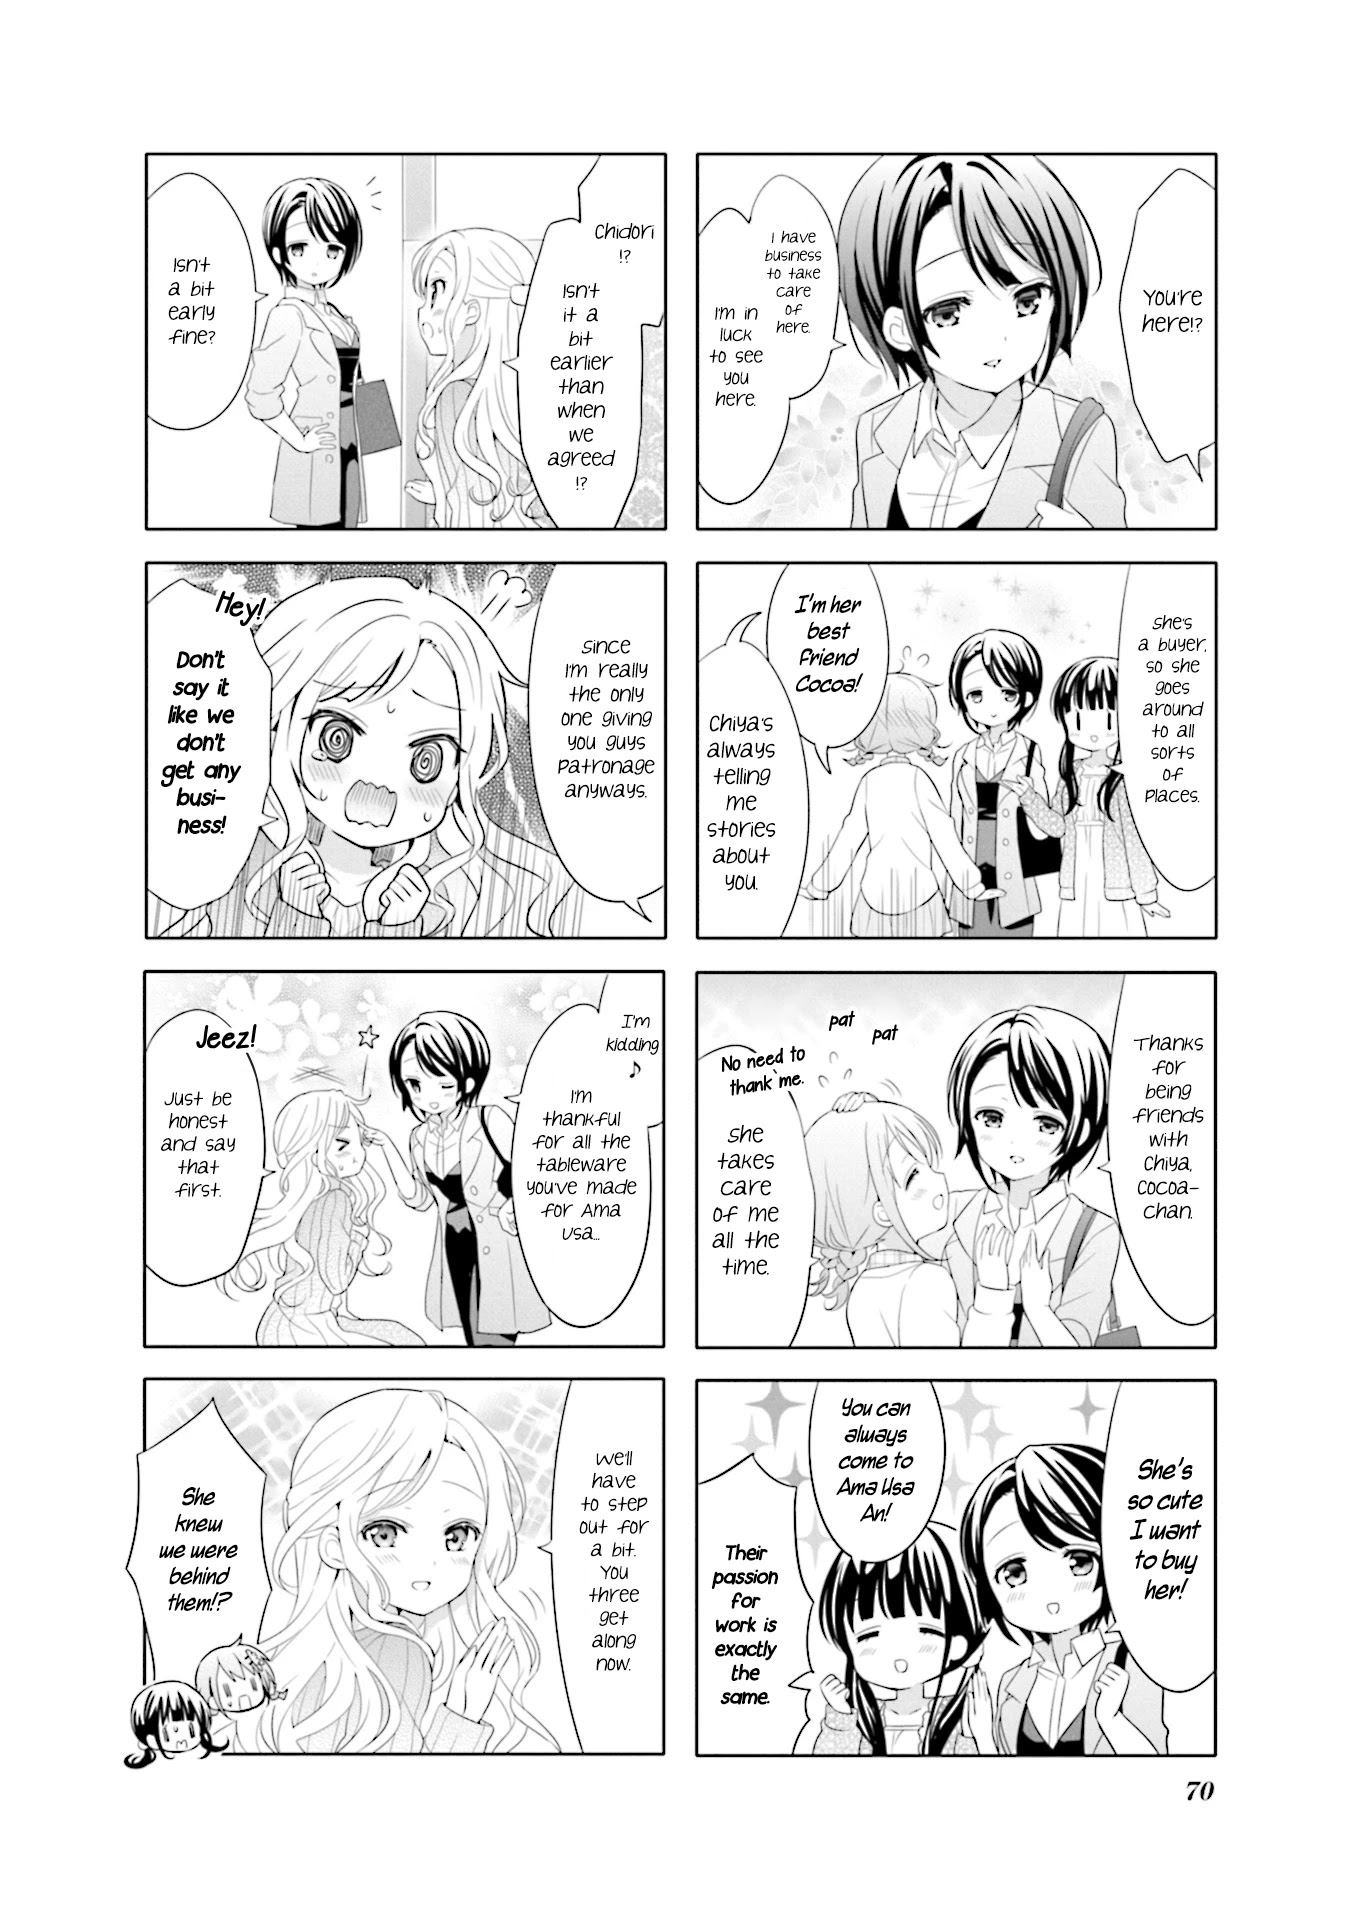 You're
here!?
I have
business
to take
care
of
here.
I'm in
luck
to see
you
here.
She's
a buyer,
so she
goes
around
to all
sorts
of
places.
I'm her
best
friend
Cocoa!
Chiya's
always
telling
me
stories
about
you.
Thanks
for
being
friends
with
Chiya,
Cocoa-
chan.
pat
pat
No need to
thank`me.
She
takes
care
of me
all the
time.
She's
so cute
I want
to buy
her!
You can
always
come to
Ama Usa
An!
Their
passion
for
work is
exactly
the
same.
Chidori
!?
Isn't
it a
bit
earlier
than
when
we
agreed
!?
Isn't
a bit
early
fine?
Since
I'm really
the only
one giving
you guys
patronage
anyways.
Hey!
Don't
say it
like we
don't
get any
busi-
ness!
I'm
kidding
♪
I'm
thankful
for all the
tableware
you've made
for Ama
Usa...
Jeez!
Just be
honest
and say
that
first.
We'll
have
to step
out for
a bit.
You
three
get
along
now.
She
knew
we were
behind
them!?
70